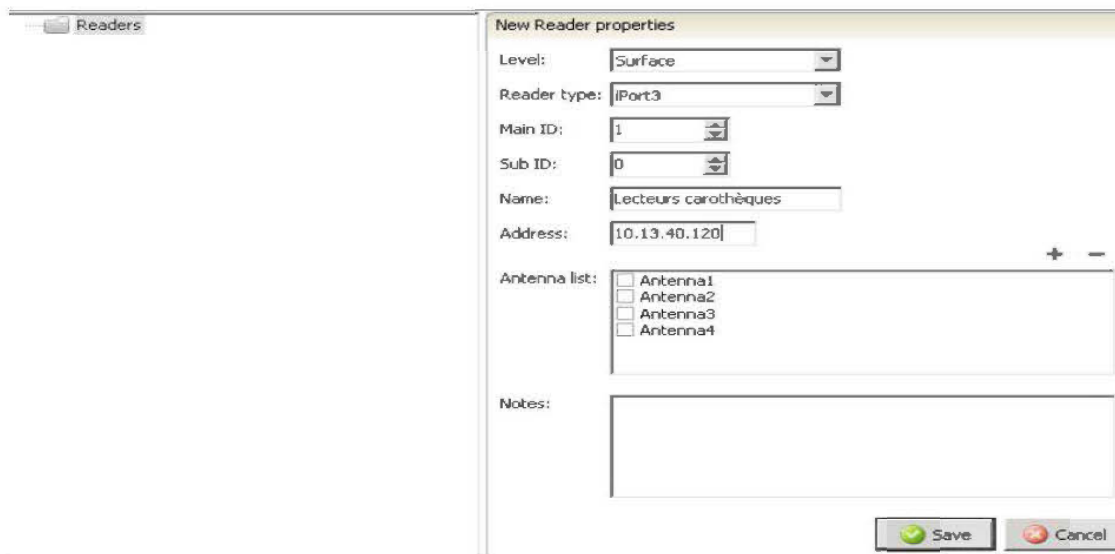 Readers
New Reader properties
Level: Surface
Reader type: iPort3
Main ID: 1
Sub ID: 0
Name: Lecteurs carothèques
Address: 10.13.40.120
+ −
Antenna list: Antenna1
Antenna2
Antenna3
Antenna4
Notes:
Save Cancel